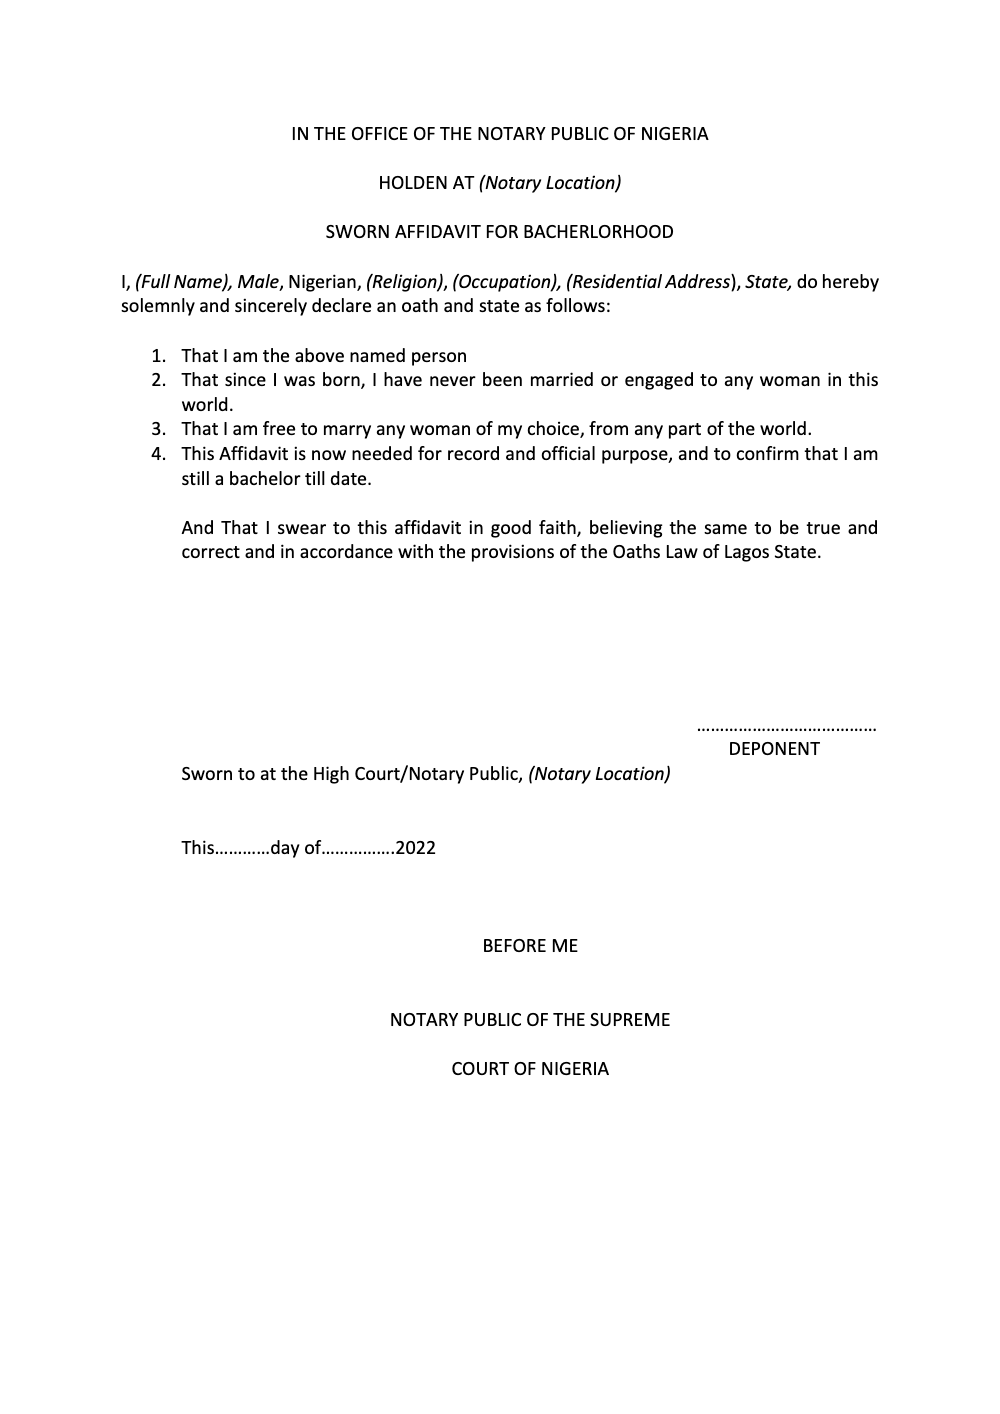 IN THE OFFICE OF THE NOTARY PUBLIC OF NIGERIA
HOLDEN AT (Notary Location)
SWORN AFFIDAVIT FOR BACHERLORHOOD
I, (Full Name), Male, Nigerian, (Religion), (Occupation), (Residential Address), State, do hereby
solemnly and sincerely declare an oath and state as follows:
1. That I am the above named person
2. That since I was born, I have never been married or engaged to any woman in this
world.
3. That I am free to marry any woman of my choice, from any part of the world.
4. This Affidavit is now needed for record and official purpose, and to confirm that I am
still a bachelor till date.
And That I swear to this affidavit in good faith, believing the same to be true and
correct and in accordance with the provisions of the Oaths Law of Lagos State.
…………………………………
DEPONENT
Sworn to at the High Court/Notary Public, (Notary Location)
This…………day of…………….2022
BEFORE ME
NOTARY PUBLIC OF THE SUPREME
COURT OF NIGERIA